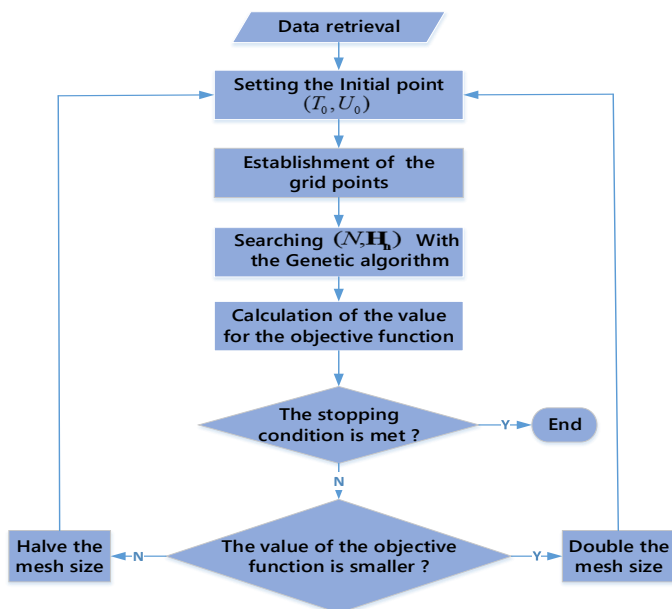 Data retrieval
Setting the Initial point
(T₀,U₀)
Establishment of the
grid points
Searching (N,Hₕ) With
the Genetic algorithm
Calculation of the value
for the objective function
The stopping
condition is met ?
Y
End
N
Halve the
mesh size
N
The value of the objective
function is smaller ?
Y
Double the
mesh size